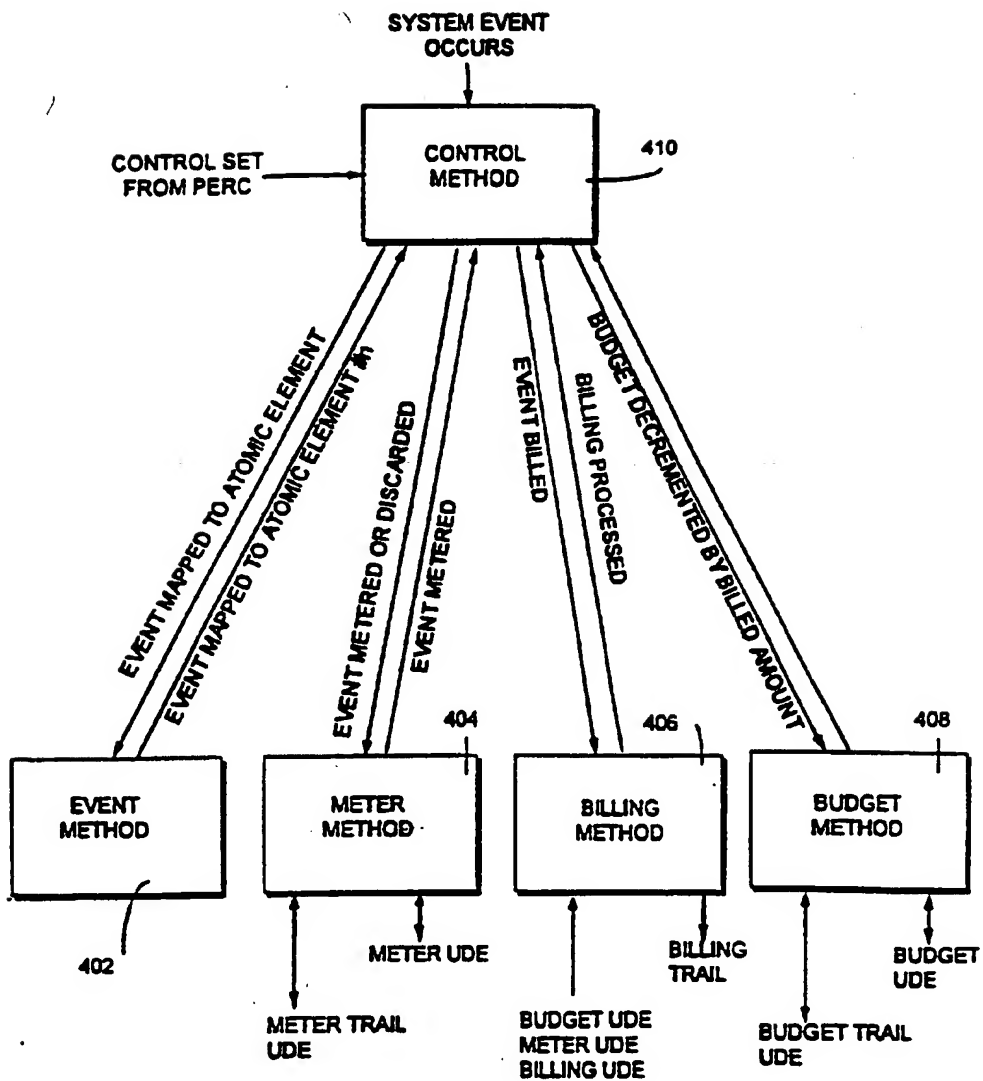 SYSTEM EVENT
OCCURS
CONTROL SET
FROM PERC
CONTROL
METHOD
410
EVENT MAPPED TO ATOMIC ELEMENT
EVENT MAPPED TO ATOMIC ELEMENT #n
EVENT METERED OR DISCARDED
EVENT METERED
EVENT BILLED
BILLING PROCESSED
BUDGET DECREMENTED BY BILLED AMOUNT
EVENT
METHOD
402
METER
METHOD
404
BILLING
METHOD
406
BUDGET
METHOD
408
METER UDE
METER TRAIL
UDE
BILLING
TRAIL
BUDGET UDE
METER UDE
BILLING UDE
BUDGET
UDE
BUDGET TRAIL
UDE